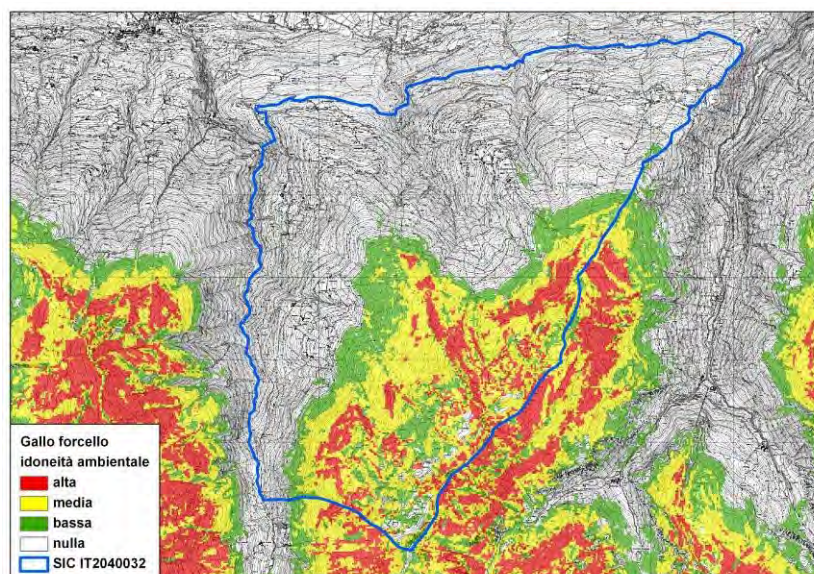 Gallo forcello
idoneità ambientale
alta
media
bassa
nulla
SIC IT2040032